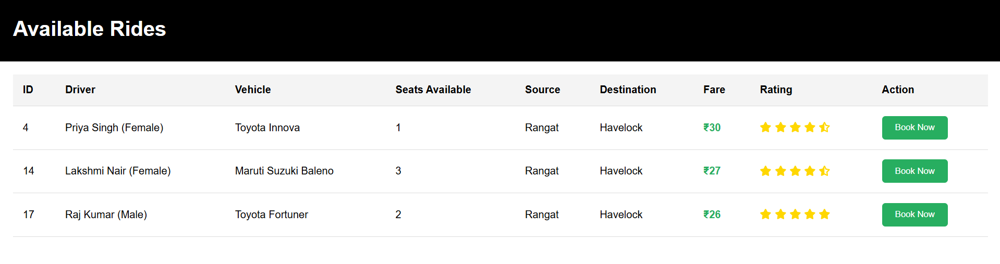 Available Rides
ID Driver Vehicle Seats Available Source Destination Fare Rating Action
4 Priya Singh (Female) Toyota Innova 1 Rangat Havelock ₹30 Book Now
14 Lakshmi Nair (Female) Maruti Suzuki Baleno 3 Rangat Havelock ₹27 Book Now
17 Raj Kumar (Male) Toyota Fortuner 2 Rangat Havelock ₹26 Book Now